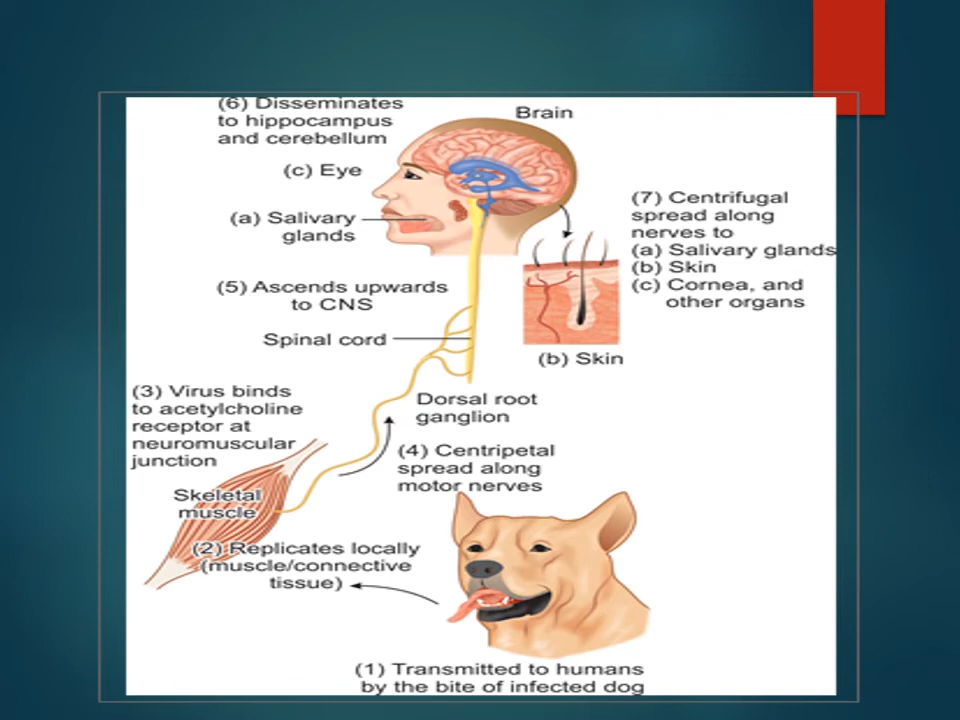 (6) Disseminates
to hippocampus
and cerebellum
Brain
(c) Eye
(a) Salivary
glands
(7) Centrifugal
spread along
nerves to
(a) Salivary glands
(b) Skin
(c) Cornea, and
other organs
(5) Ascends upwards
to CNS
Spinal cord
(b) Skin
(3) Virus binds
to acetylcholine
receptor at
neuromuscular
junction
Dorsal root
ganglion
(4) Centripetal
spread along
motor nerves
Skeletal
muscle
(2) Replicates locally
(muscle/connective
tissue)
(1) Transmitted to humans
by the bite of infected dog